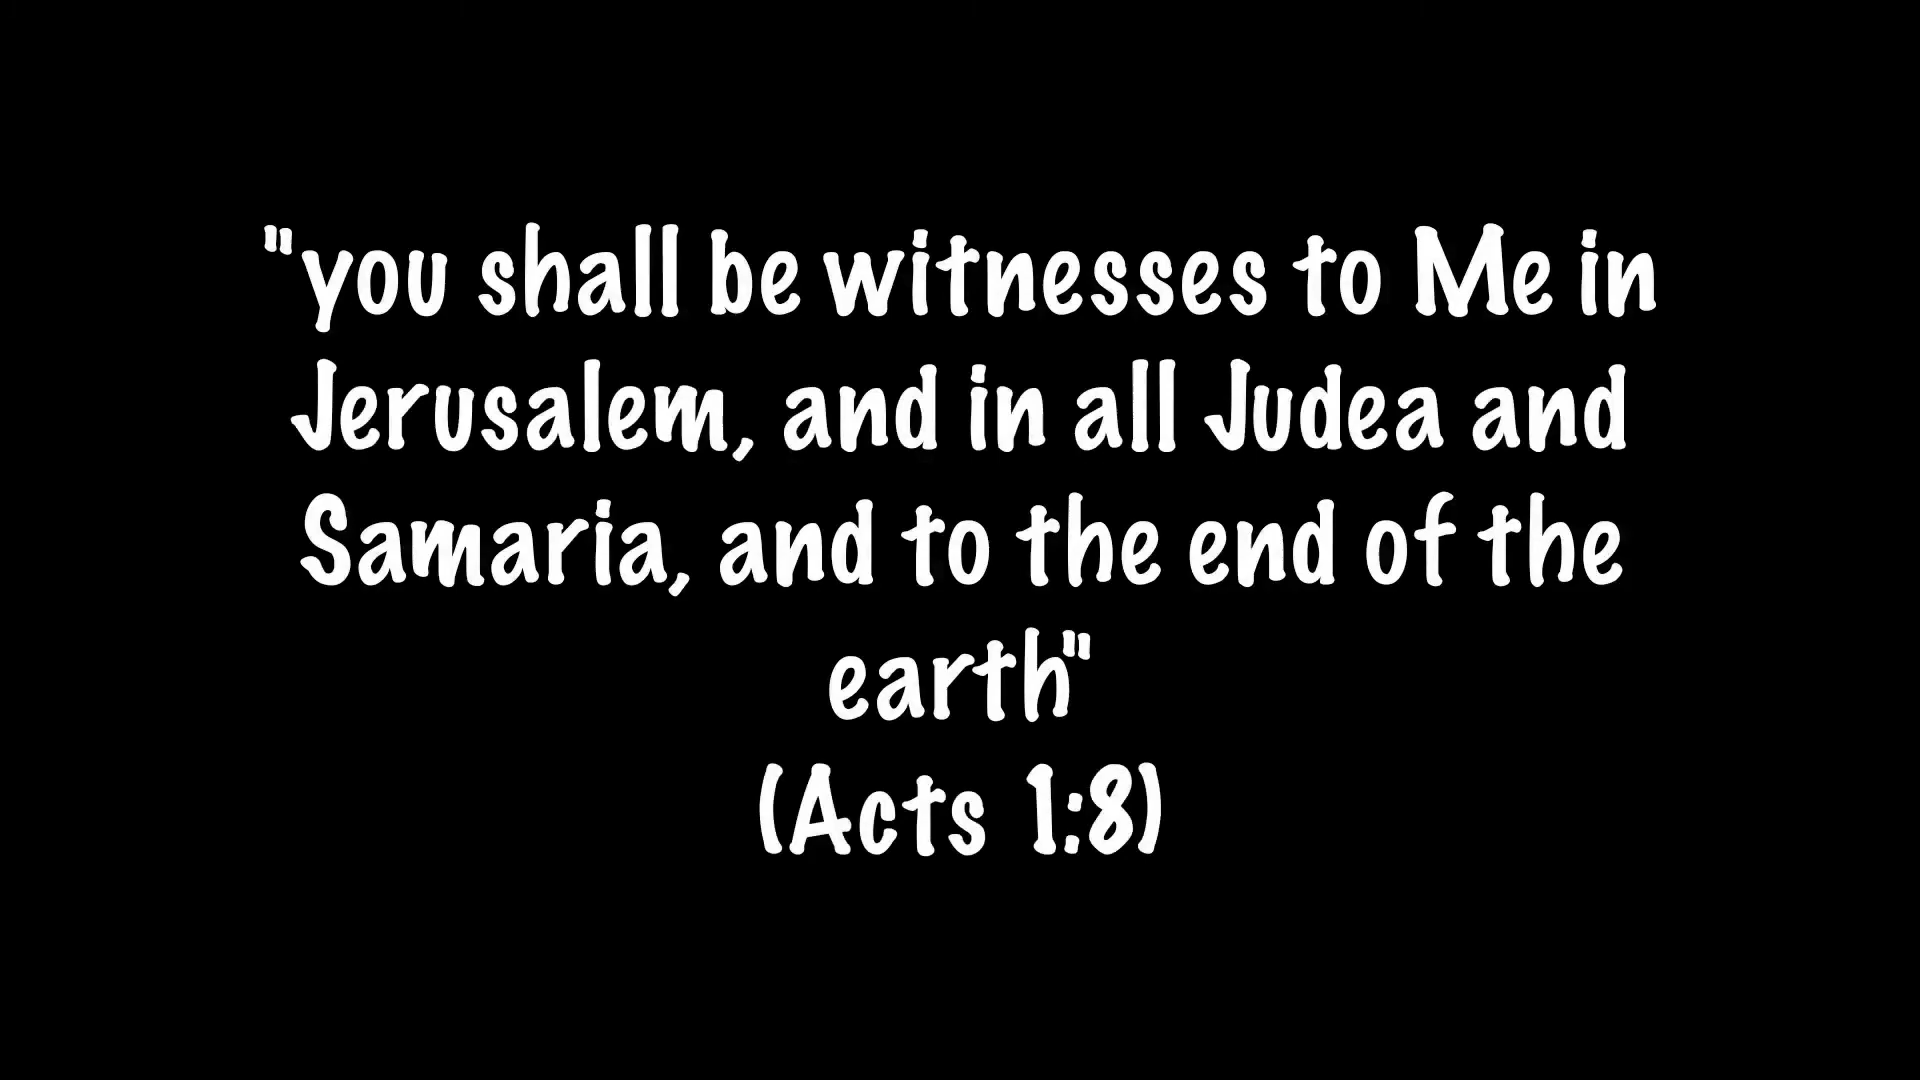 "you shall be witnesses to Me in
Jerusalem, and in all Judea and
Samaria, and to the end of the
earth"
(Acts 1:8)